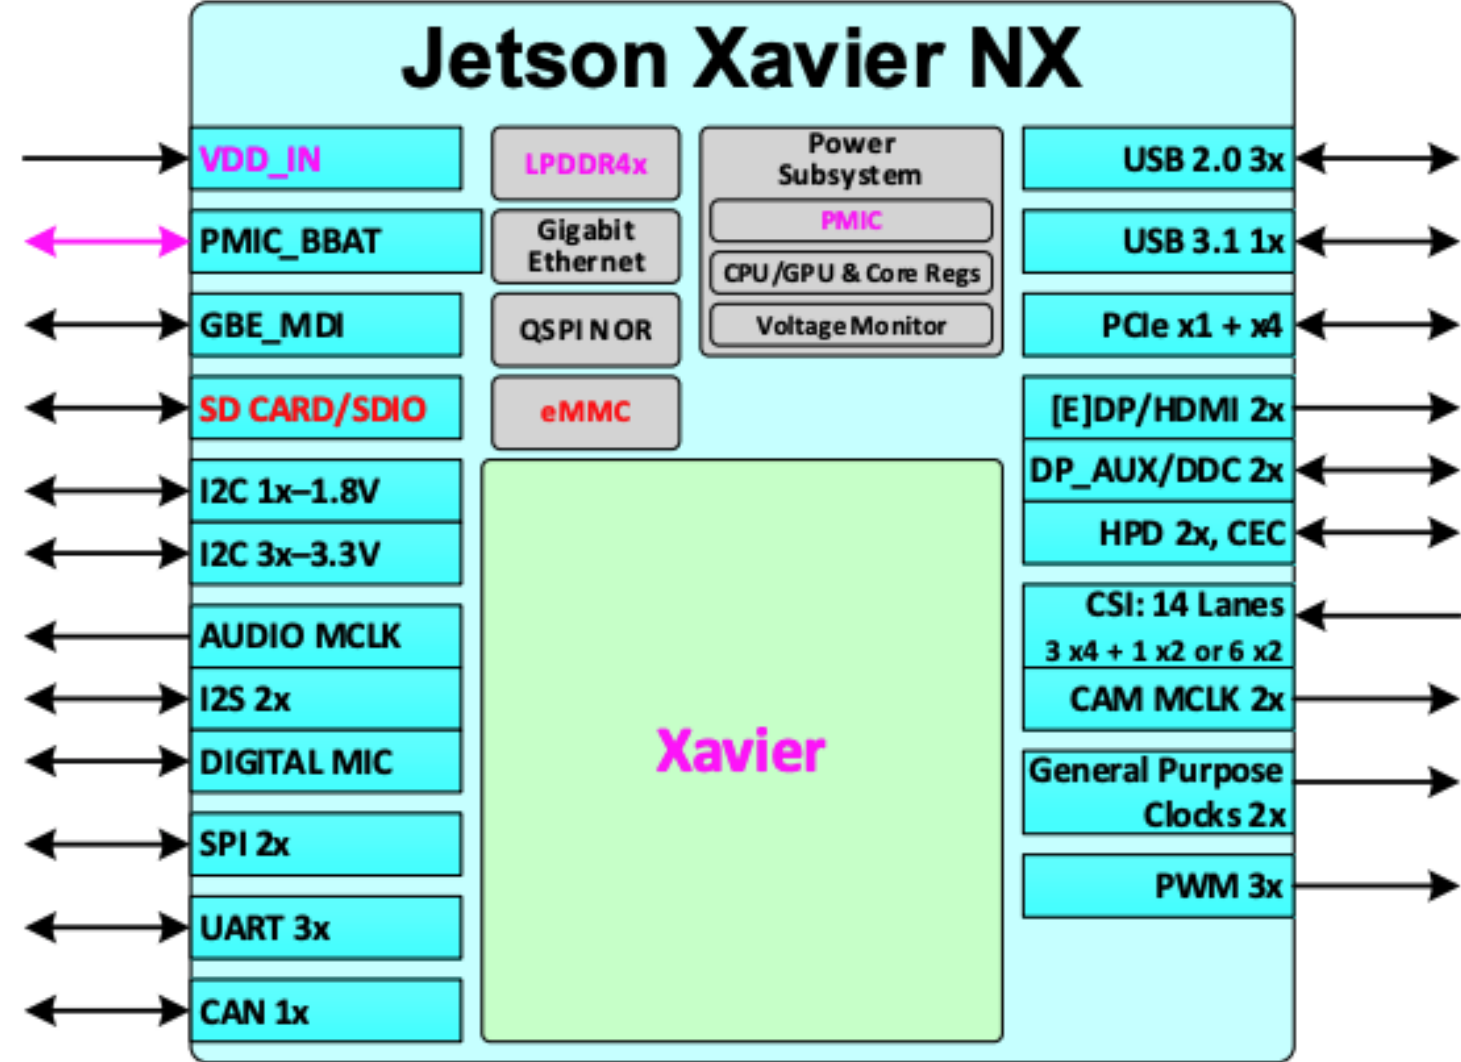 Jetson Xavier NX
VDD_IN
PMIC_BBAT
GBE_MDI
SD CARD/SDIO
I2C 1x–1.8V
I2C 3x–3.3V
AUDIO MCLK
I2S 2x
DIGITAL MIC
SPI 2x
UART 3x
CAN 1x
LPDDR4x
Gigabit
Ethernet
QSPI NOR
eMMC
Power
Subsystem
PMIC
CPU/GPU & Core Regs
Voltage Monitor
Xavier
USB 2.0 3x
USB 3.1 1x
PCIe x1 + x4
[E]DP/HDMI 2x
DP_AUX/DDC 2x
HPD 2x, CEC
CSI: 14 Lanes
3 x4 + 1 x2 or 6 x2
CAM MCLK 2x
General Purpose
Clocks 2x
PWM 3x